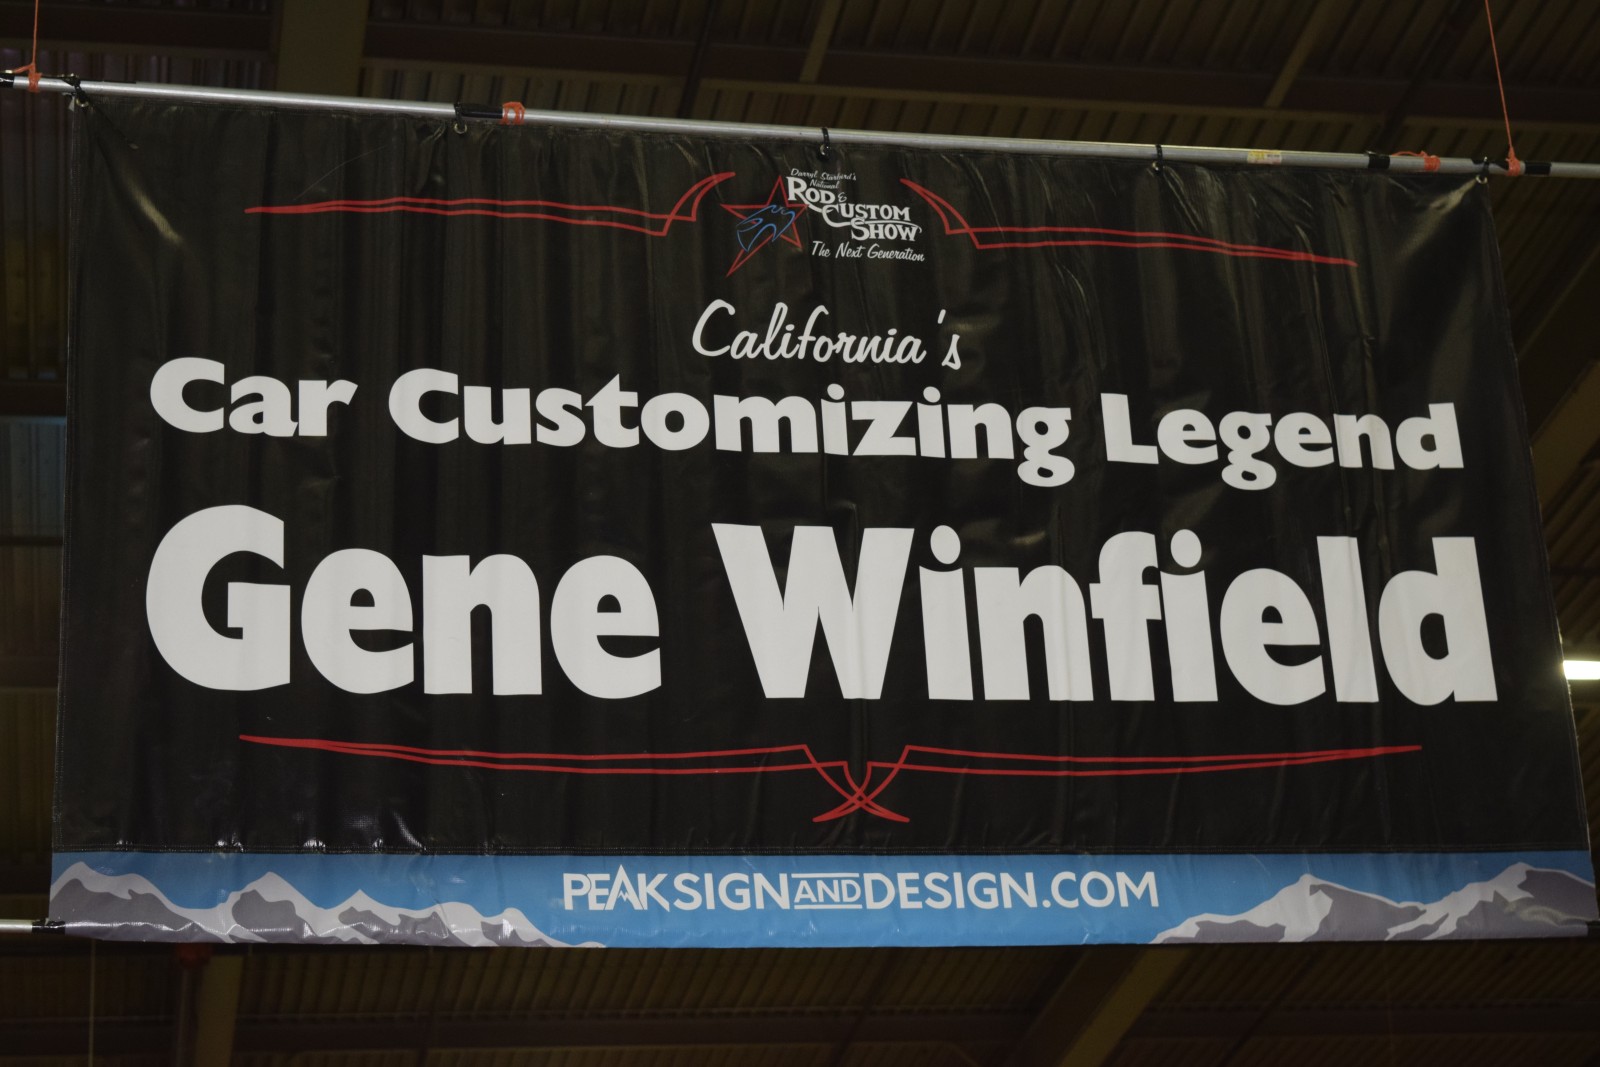 Darryl Starbird's
National
ROD &
CUSTOM
SHOW
The Next Generation
California's
Car Customizing Legend
Gene Winfield
PEAKSIGNANDDESIGN.COM